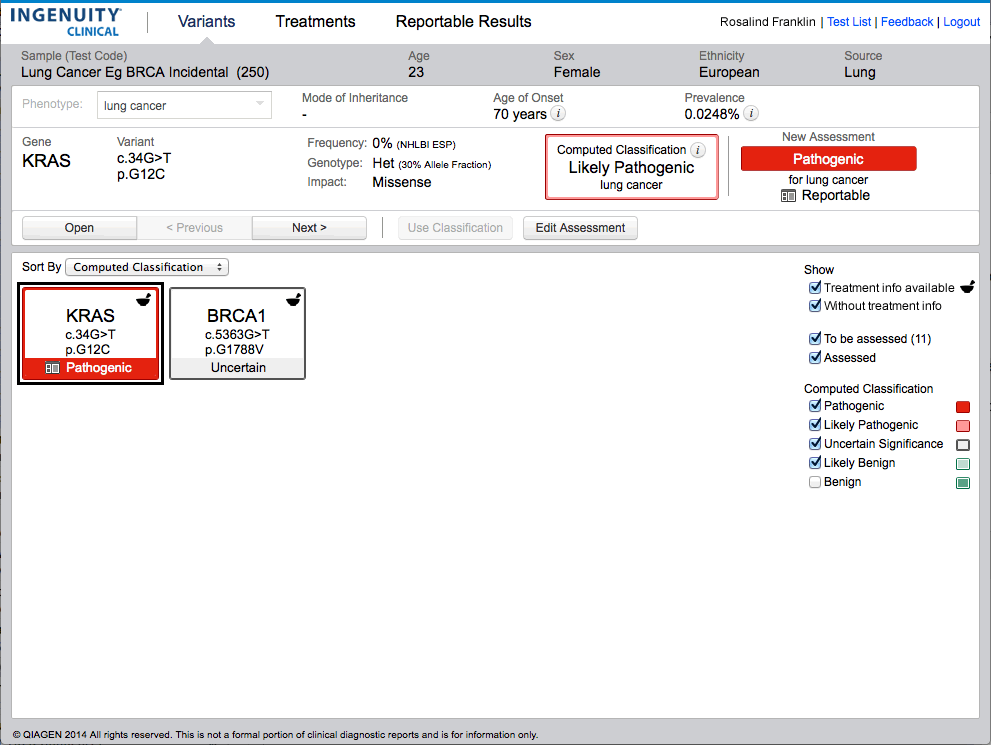 INGENUITY
CLINICAL
Variants
Treatments
Reportable Results
Rosalind Franklin | Test List | Feedback | Logout
Sample (Test Code)
Lung Cancer Eg BRCA Incidental (250)
Age
23
Sex
Female
Ethnicity
European
Source
Lung
Phenotype:
lung cancer
Mode of Inheritance
-
Age of Onset
70 years i
Prevalence
0.0248% i
Gene
KRAS
Variant
c.34G>T
p.G12C
Frequency: 0% (NHLBI ESP)
Genotype: Het (30% Allele Fraction)
Impact: Missense
Computed Classification i
Likely Pathogenic
lung cancer
New Assessment
Pathogenic
for lung cancer
Reportable
Open
< Previous
Next >
Use Classification
Edit Assessment
Sort By Computed Classification
KRAS
c.34G>T
p.G12C
Pathogenic
BRCA1
c.5363G>T
p.G1788V
Uncertain
Show
Treatment info available
Without treatment info
To be assessed (11)
Assessed
Computed Classification
Pathogenic
Likely Pathogenic
Uncertain Significance
Likely Benign
Benign
© QIAGEN 2014 All rights reserved. This is not a formal portion of clinical diagnostic reports and is for information only.